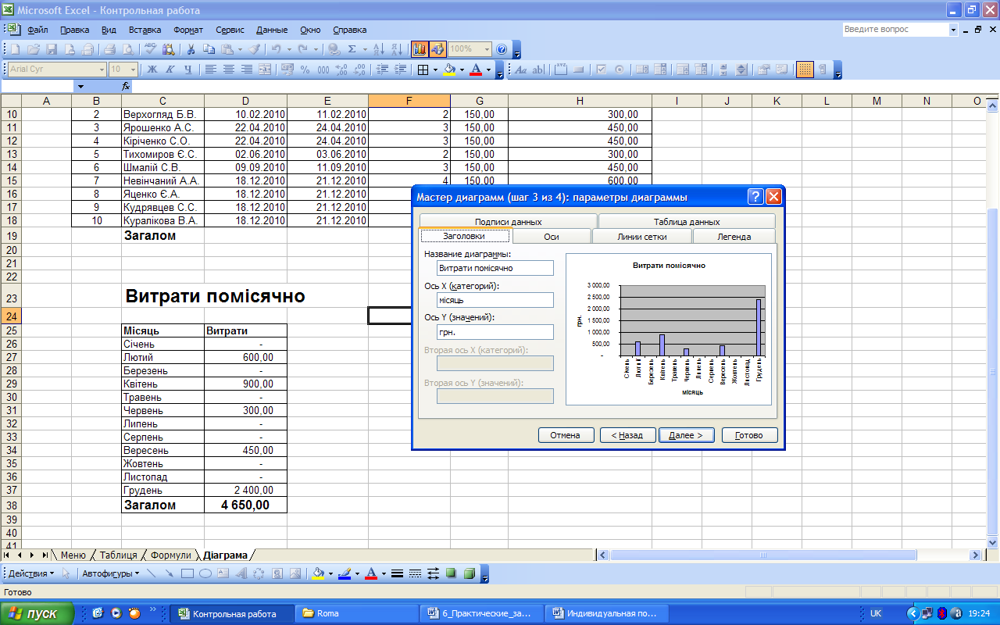 Microsoft Excel - Контрольная работа
Файл Правка Вид Вставка Формат Сервис Данные Окно Справка Введите вопрос
100%
Arial Cyr 10 Ж К Ч
A B C D E F G H I J K L M N O
10 2 Верхогляд Б.В. 10.02.2010 11.02.2010 2 150,00 300,00
11 3 Ярошенко А.С. 22.04.2010 24.04.2010 3 150,00 450,00
12 4 Кіріченко С.О. 22.04.2010 24.04.2010 3 150,00 450,00
13 5 Тихомиров Є.С. 02.06.2010 03.06.2010 2 150,00 300,00
14 6 Шмалій С.В. 09.09.2010 11.09.2010 3 150,00 450,00
15 7 Невінчаний А.А. 18.12.2010 21.12.2010 4 150,00 600,00
16 8 Яценко Є.А. 18.12.2010 21.12.2010
17 9 Кудрявцев С.С. 18.12.2010 21.12.2010
18 10 Куралікова В.А. 18.12.2010 21.12.2010
19 Загалом
20
21
22
23 Витрати помісячно
24
25 Місяць Витрати
26 Січень -
27 Лютий 600,00
28 Березень -
29 Квітень 900,00
30 Травень -
31 Червень 300,00
32 Липень -
33 Серпень -
34 Вересень 450,00
35 Жовтень -
36 Листопад -
37 Грудень 2 400,00
38 Загалом 4 650,00
39
40
41
Мастер диаграмм (шаг 3 из 4): параметры диаграммы
Подписи данных Таблица данных
Заголовки Оси Линии сетки Легенда
Название диаграммы:
Витрати помісячно
Ось X (категорий):
місяць
Ось Y (значений):
грн.
Вторая ось X (категорий):
Вторая ось Y (значений):
Витрати помісячно
3 000,00
2 500,00
2 000,00
1 500,00
1 000,00
500,00
-
грн.
Січень Лютий Березень Квітень Травень Червень Липень Серпень Вересень Жовтень Листопад Грудень
місяць
Отмена < Назад Далее > Готово
Меню Таблиця Формули Діаграма
Действия Автофигуры
Готово
пуск Контрольная работа Roma 6_Практические_за... Индивидуальная по... UK 19:24